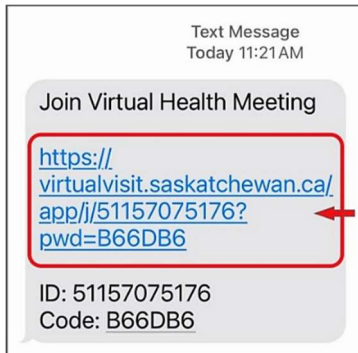 Text Message
Today 11:21 AM
Join Virtual Health Meeting
https://
virtualvisit.saskatchewan.ca/
app/j/51157075176?
pwd=B66DB6
ID: 51157075176
Code: B66DB6